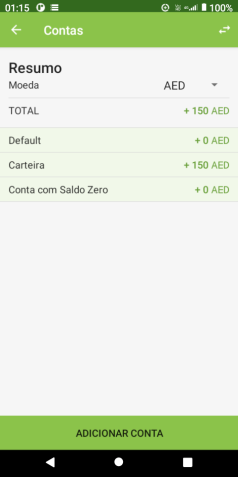 01:15 100%
Contas
Resumo
Moeda AED
TOTAL + 150 AED
Default + 0 AED
Carteira + 150 AED
Conta com Saldo Zero + 0 AED
ADICIONAR CONTA